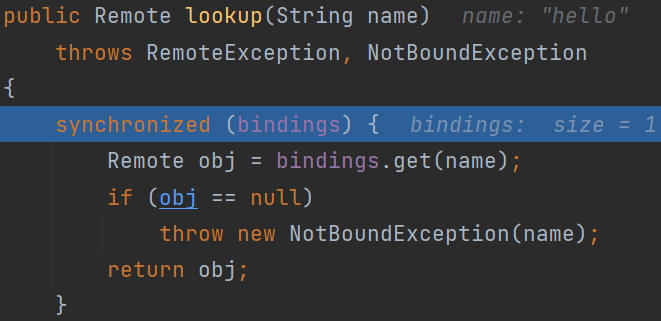 public Remote lookup(String name)  name: "hello"
    throws RemoteException, NotBoundException
{
    synchronized (bindings) {  bindings:  size = 1
        Remote obj = bindings.get(name);
        if (obj == null)
            throw new NotBoundException(name);
        return obj;
    }